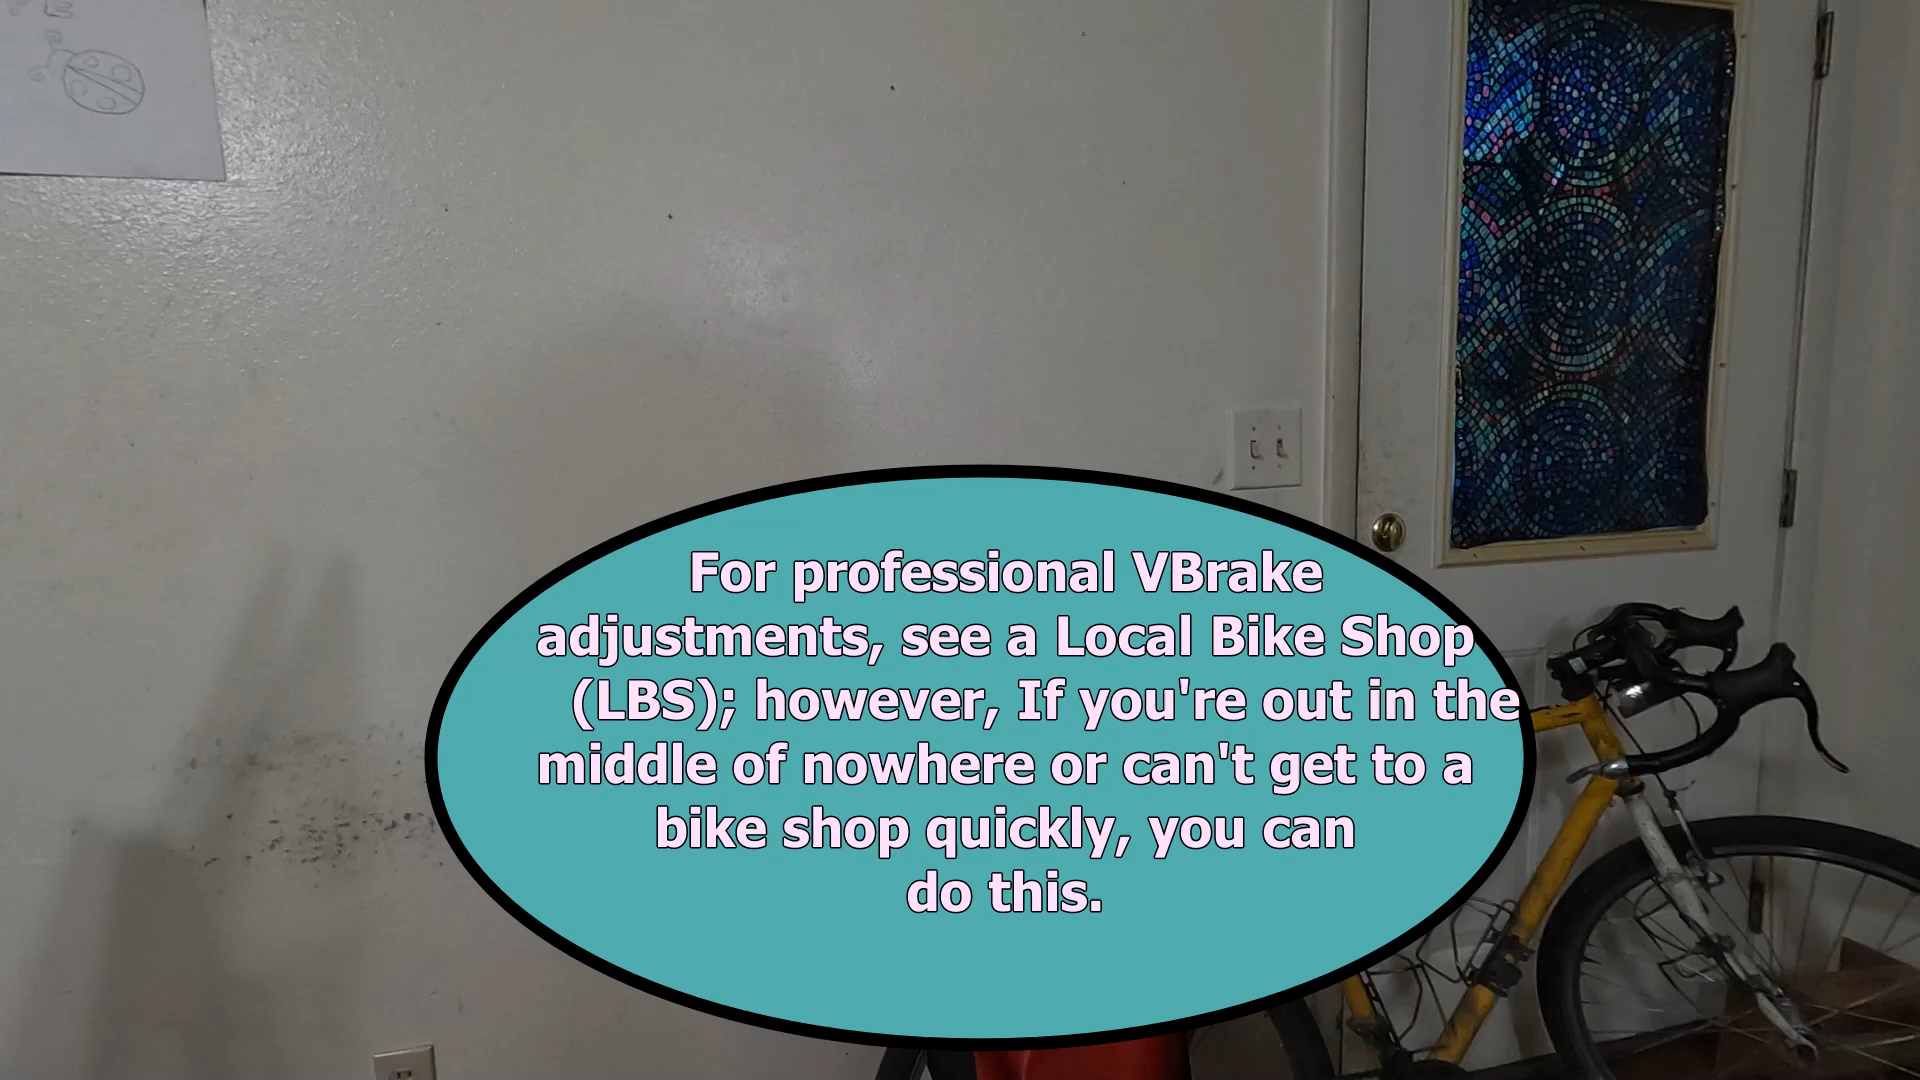 For professional VBrake
adjustments, see a Local Bike Shop
(LBS); however, If you're out in the
middle of nowhere or can't get to a
bike shop quickly, you can
do this.